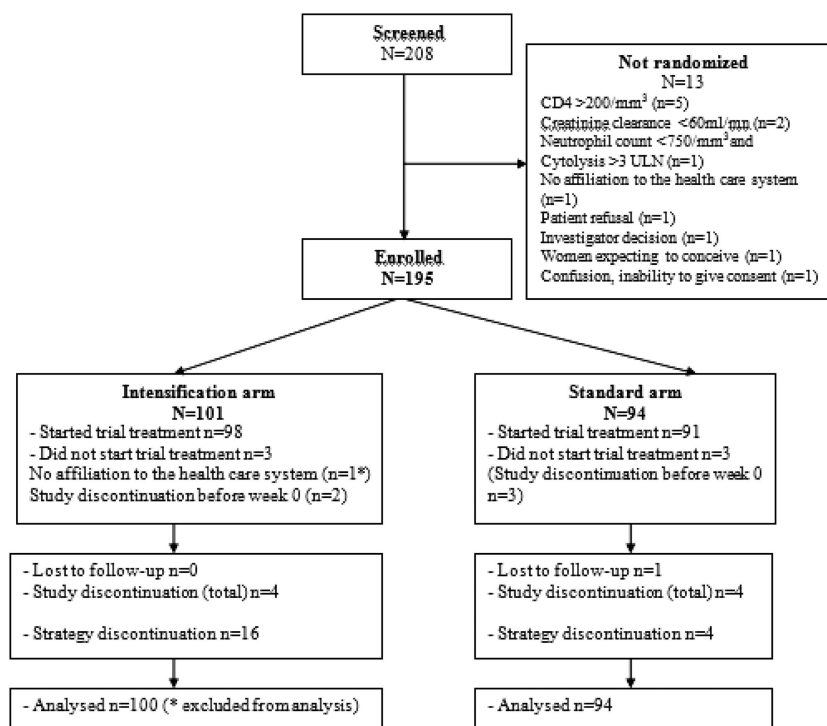 Screened
N=208
Not randomized
N=13
CD4 >200/mm³ (n=5)
Creatinine clearance <60ml/mn (n=2)
Neutrophil count <750/mm³ and
Cytolysis >3 ULN (n=1)
No affiliation to the health care system
(n=1)
Patient refusal (n=1)
Investigator decision (n=1)
Women expecting to conceive (n=1)
Confusion, inability to give consent (n=1)
Enrolled
N=195
Intensification arm
N=101
- Started trial treatment n=98
- Did not start trial treatment n=3
No affiliation to the health care system (n=1*)
Study discontinuation before week 0 (n=2)
Standard arm
N=94
- Started trial treatment n=91
- Did not start trial treatment n=3
(Study discontinuation before week 0
n=3)
- Lost to follow-up n=0
- Study discontinuation (total) n=4
- Strategy discontinuation n=16
- Lost to follow-up n=1
- Study discontinuation (total) n=4
- Strategy discontinuation n=4
- Analysed n=100 (* excluded from analysis)
- Analysed n=94